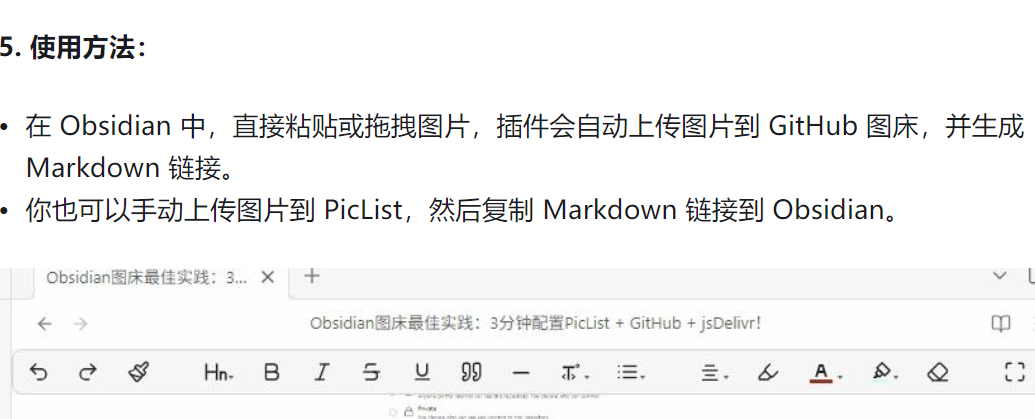 5. 使用方法：
• 在 Obsidian 中，直接粘贴或拖拽图片，插件会自动上传图片到 GitHub 图床，并生成
Markdown 链接。
• 你也可以手动上传图片到 PicList，然后复制 Markdown 链接到 Obsidian。
Obsidian图床最佳实践：3...
Obsidian图床最佳实践：3分钟配置PicList + GitHub + jsDelivr！
Hn B I S U A
Private